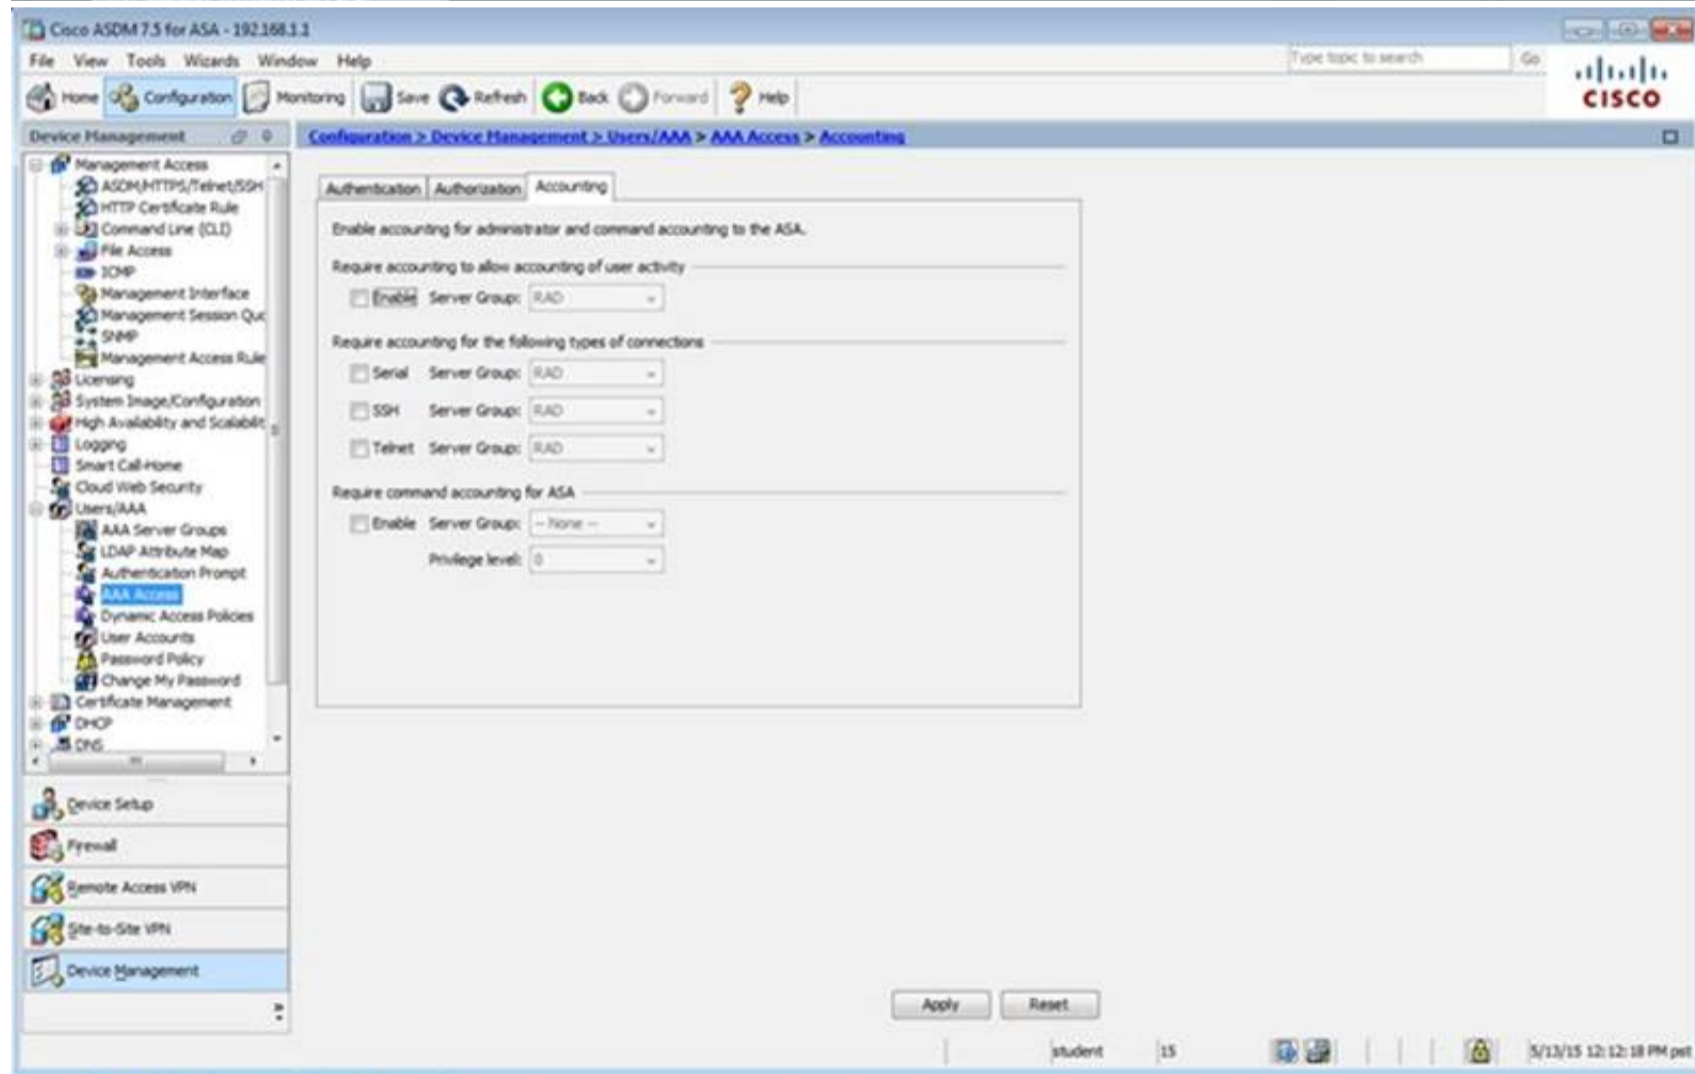 Cisco ASDM 7.5 for ASA - 192.168.1.1
File View Tools Wizards Window Help
Type topic to search Go
Home Configuration Monitoring Save Refresh Back Forward Help
CISCO
Device Management
Configuration > Device Management > Users/AAA > AAA Access > Accounting
Management Access
ASDM/HTTPS/Telnet/SSH
HTTP Certificate Rule
Command Line (CLI)
File Access
ICMP
Management Interface
Management Session Quo
SNMP
Management Access Rule
Licensing
System Image/Configuration
High Availability and Scalabilit
Logging
Smart Call-Home
Cloud Web Security
Users/AAA
AAA Server Groups
LDAP Attribute Map
Authentication Prompt
AAA Access
Dynamic Access Policies
User Accounts
Password Policy
Change My Password
Certificate Management
DHCP
DNS
Device Setup
Firewall
Remote Access VPN
Site-to-Site VPN
Device Management
Authentication Authorization Accounting
Enable accounting for administrator and command accounting to the ASA.
Require accounting to allow accounting of user activity
Enable Server Group: RAD
Require accounting for the following types of connections
Serial Server Group: RAD
SSH Server Group: RAD
Telnet Server Group: RAD
Require command accounting for ASA
Enable Server Group: -- None --
Privilege level: 0
Apply Reset
student 15 5/13/15 12:12:18 PM pst